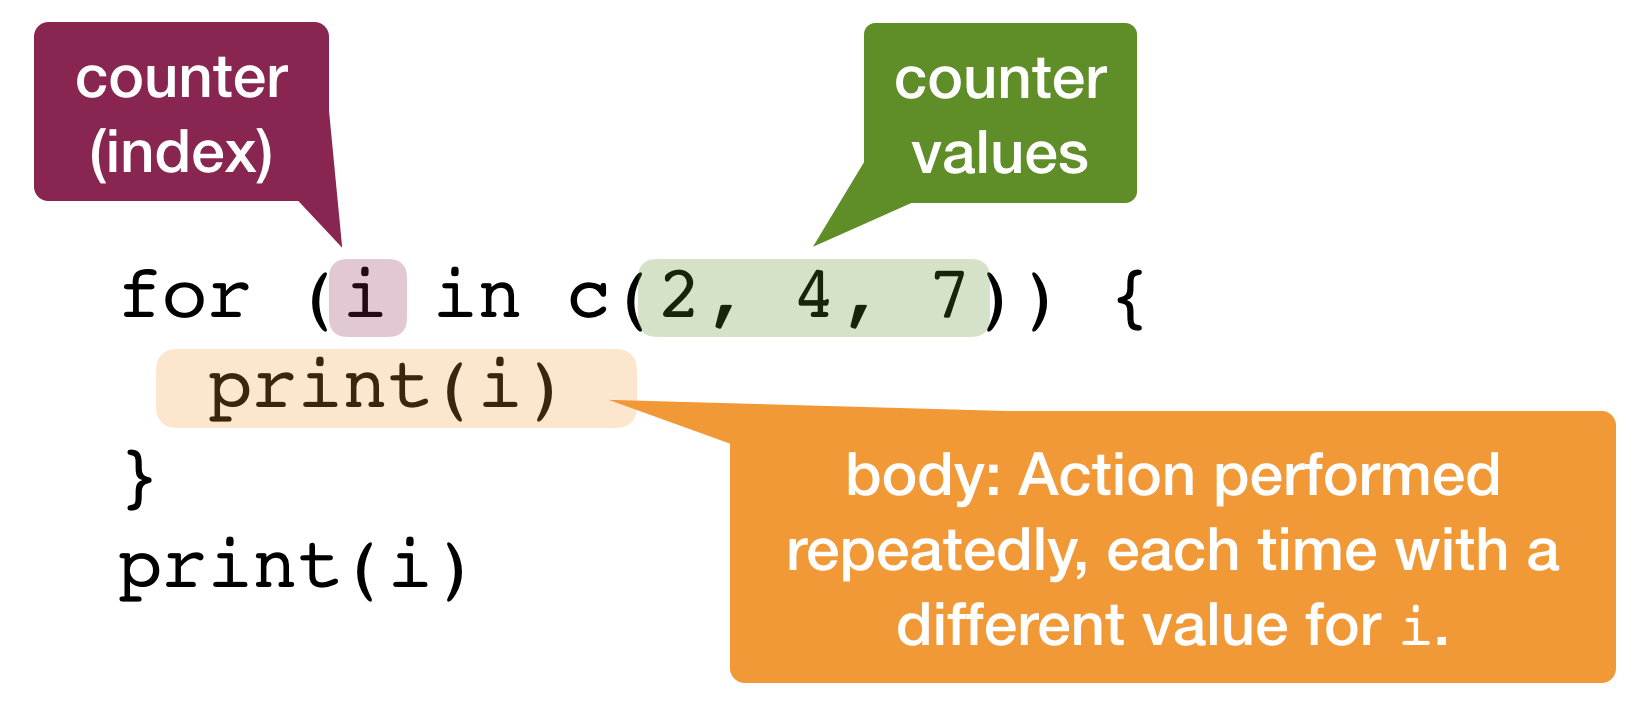 counter
(index)
counter
values
for (i in c(2, 4, 7)) {
  print(i)
}
print(i)
body: Action performed
repeatedly, each time with a
different value for i.